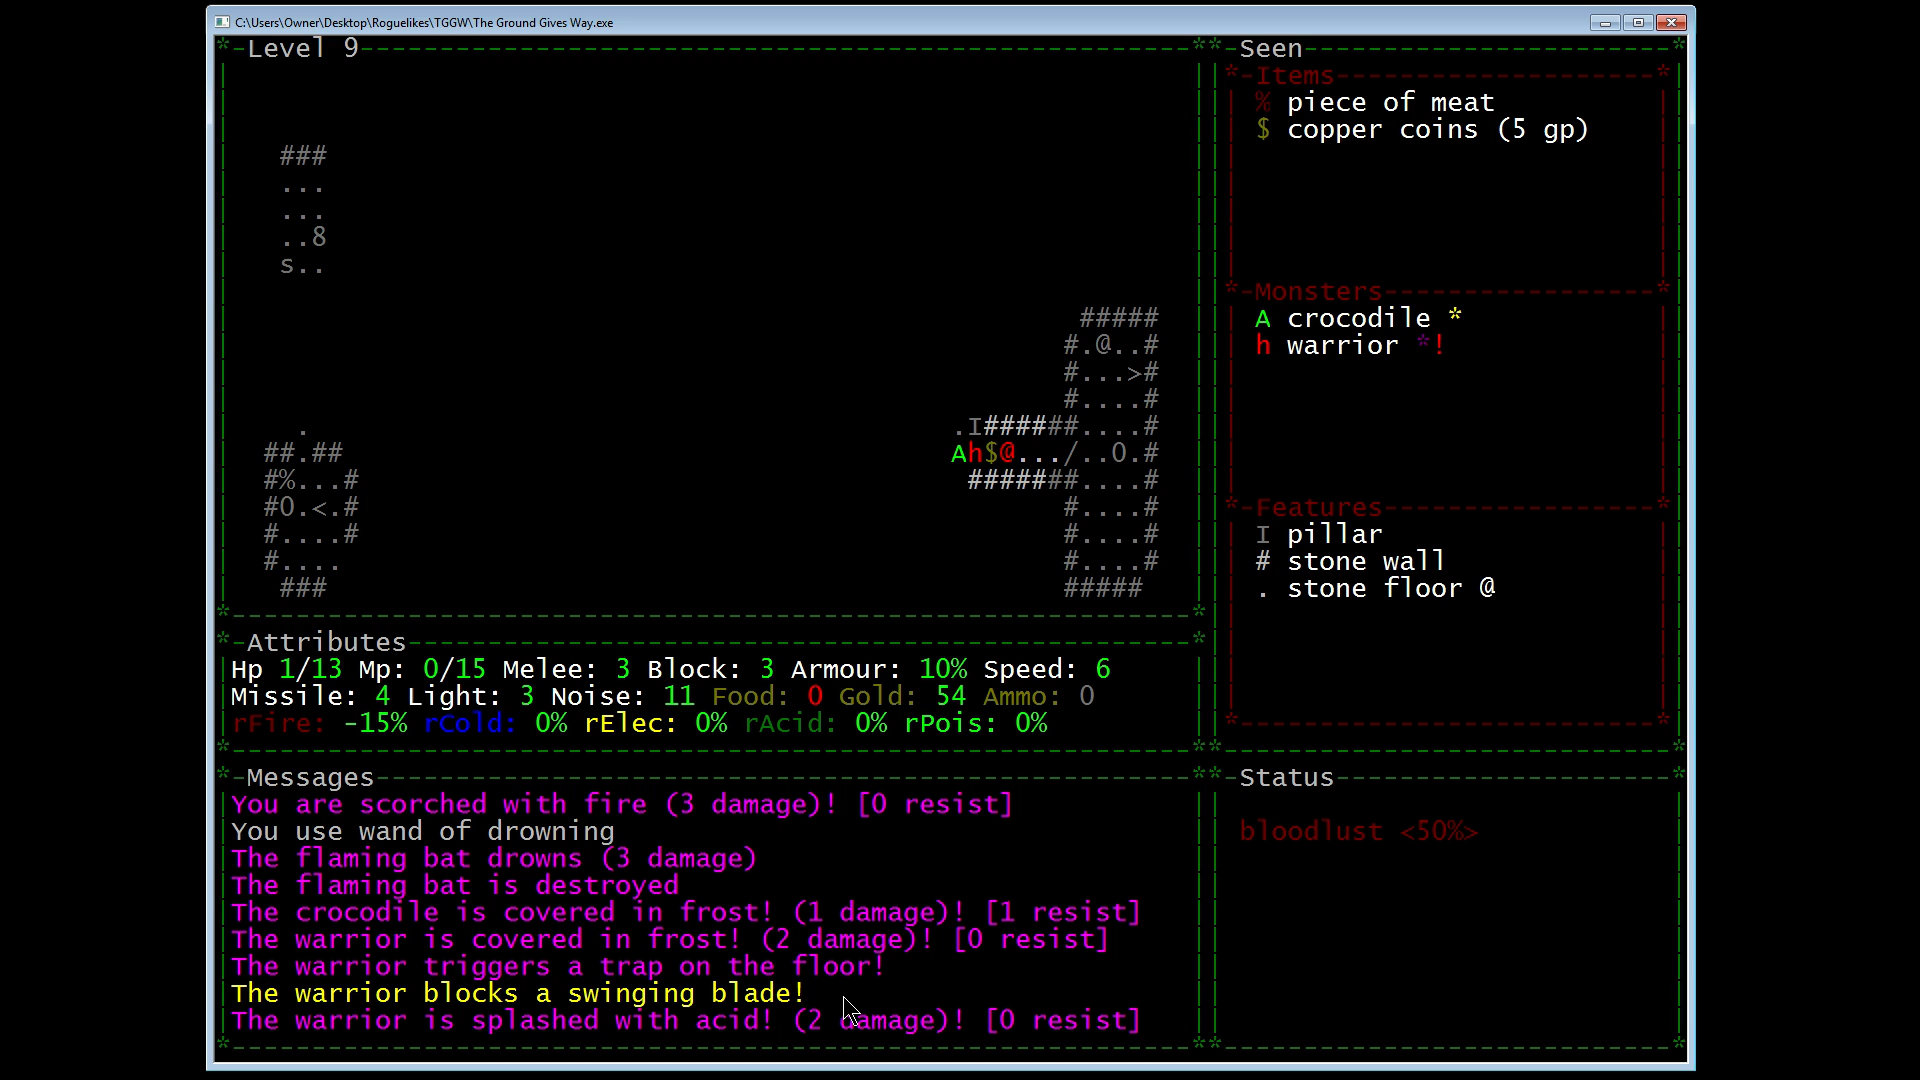 C:\Users\Owner\Desktop\Roguelikes\TGGW\The Ground Gives Way.exe
Level 9
###
...
...
..8
s..
#####
#.@..#
#...>#
#....#
.I######....#
Ah$@.../..O.#
#######....#
#....#
#....#
#....#
#####
.
##.##
#%...#
#O.<.#
#....#
#....
###
Attributes
Hp 1/13 Mp: 0/15 Melee: 3 Block: 3 Armour: 10% Speed: 6
Missile: 4 Light: 3 Noise: 11 Food: 0 Gold: 54 Ammo: 0
rFire: -15% rCold: 0% rElec: 0% rAcid: 0% rPois: 0%
Messages
You are scorched with fire (3 damage)! [0 resist]
You use wand of drowning
The flaming bat drowns (3 damage)
The flaming bat is destroyed
The crocodile is covered in frost! (1 damage)! [1 resist]
The warrior is covered in frost! (2 damage)! [0 resist]
The warrior triggers a trap on the floor!
The warrior blocks a swinging blade!
The warrior is splashed with acid! (2 damage)! [0 resist]
Seen
Items
% piece of meat
$ copper coins (5 gp)
Monsters
A crocodile *
h warrior *!
Features
I pillar
# stone wall
. stone floor @
Status
bloodlust <50%>